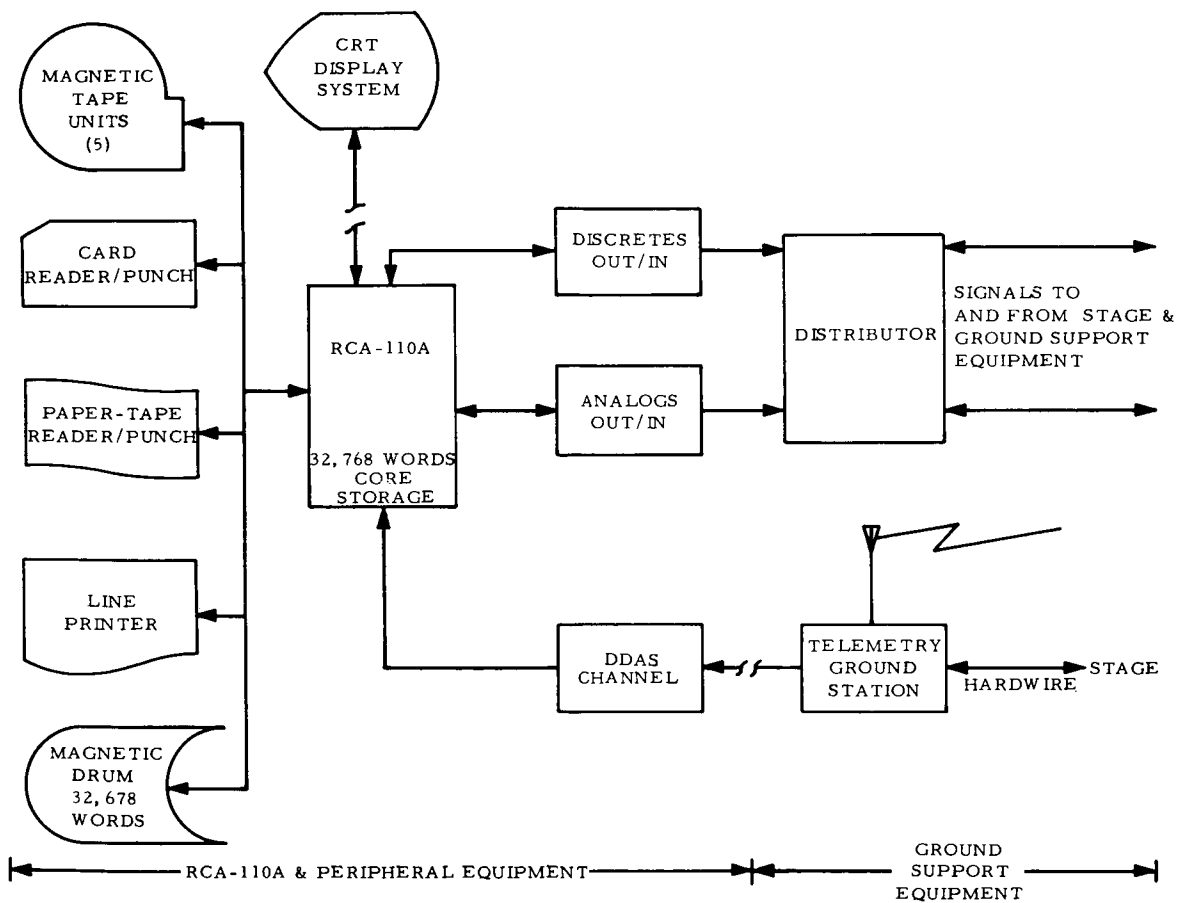 MAGNETIC
TAPE
UNITS
(5)
CRT
DISPLAY
SYSTEM
CARD
READER/PUNCH
DISCRETES
OUT/IN
RCA-110A
32,768 WORDS
CORE
STORAGE
DISTRIBUTOR
SIGNALS TO
AND FROM STAGE &
GROUND SUPPORT
EQUIPMENT
PAPER-TAPE
READER/PUNCH
ANALOGS
OUT/IN
LINE
PRINTER
DDAS
CHANNEL
TELEMETRY
GROUND
STATION
HARDWIRE
STAGE
MAGNETIC
DRUM
32,678
WORDS
RCA-110A & PERIPHERAL EQUIPMENT
GROUND
SUPPORT
EQUIPMENT